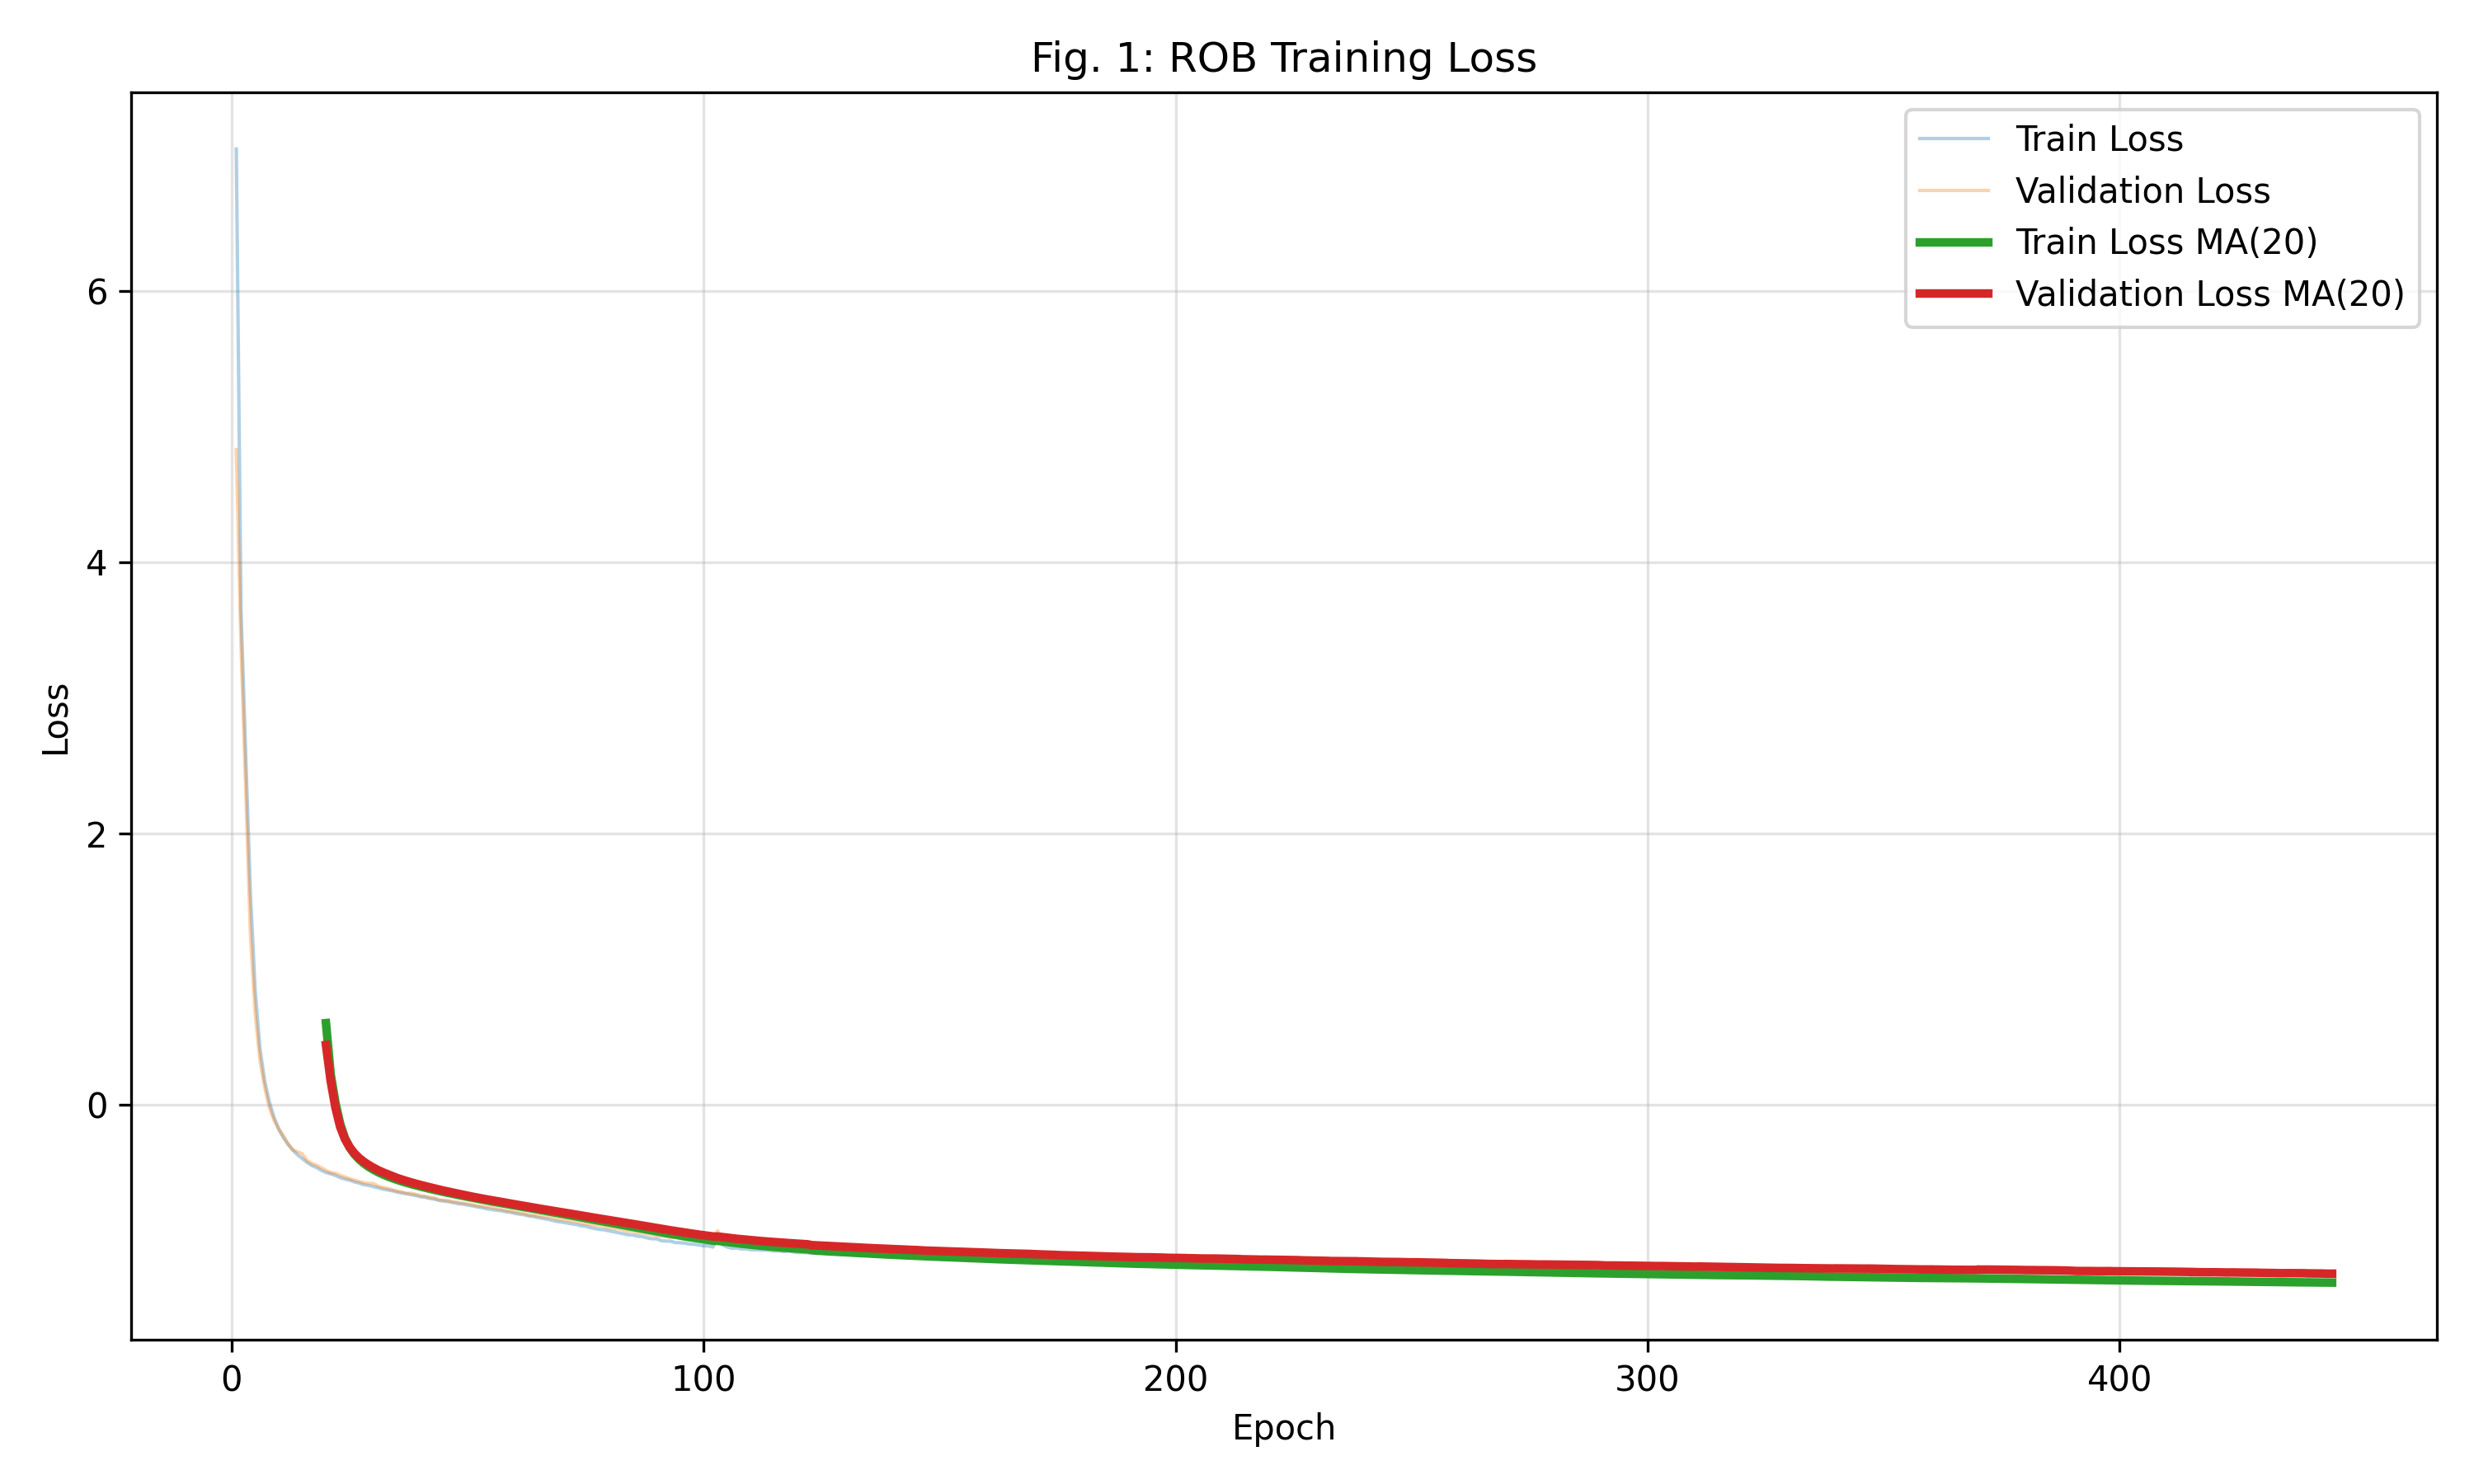 Fig. 1: ROB Training Loss
Train Loss
Validation Loss
Train Loss MA(20)
Validation Loss MA(20)
6
4
2
0
Loss
0 100 200 300 400
Epoch